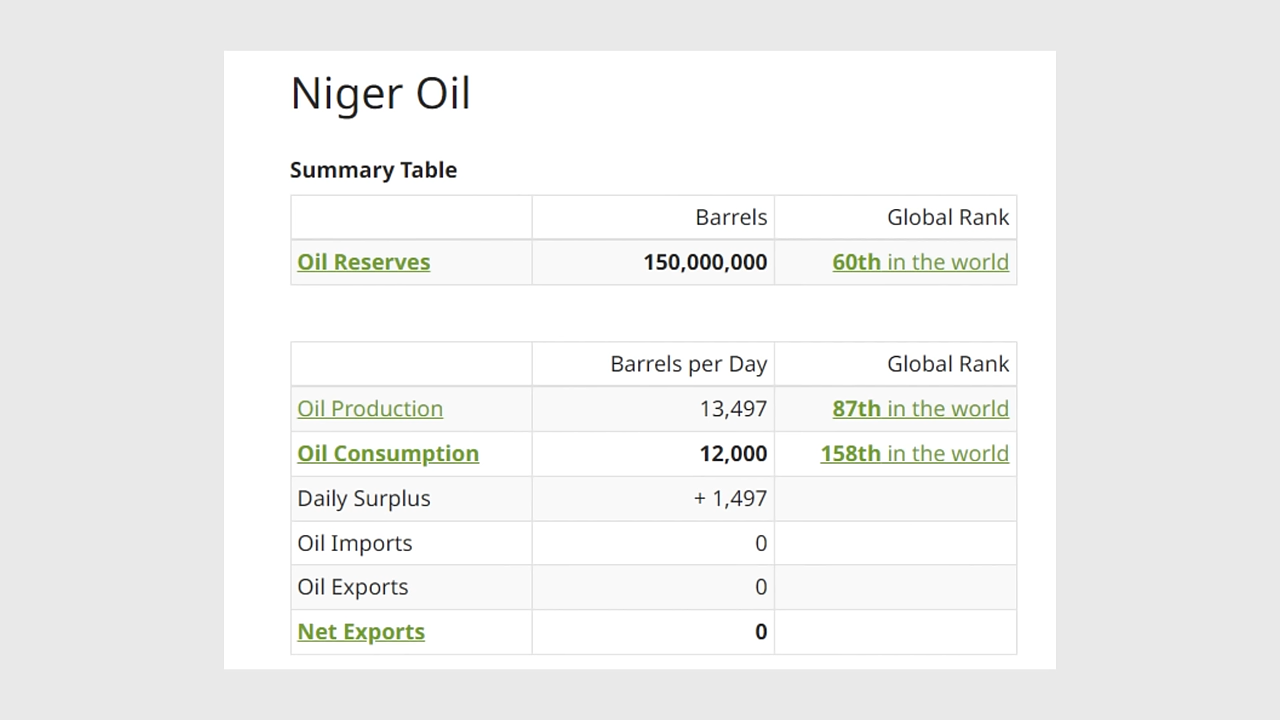 Niger Oil
Summary Table
Barrels Global Rank
Oil Reserves 150,000,000 60th in the world
Barrels per Day Global Rank
Oil Production 13,497 87th in the world
Oil Consumption 12,000 158th in the world
Daily Surplus + 1,497
Oil Imports 0
Oil Exports 0
Net Exports 0